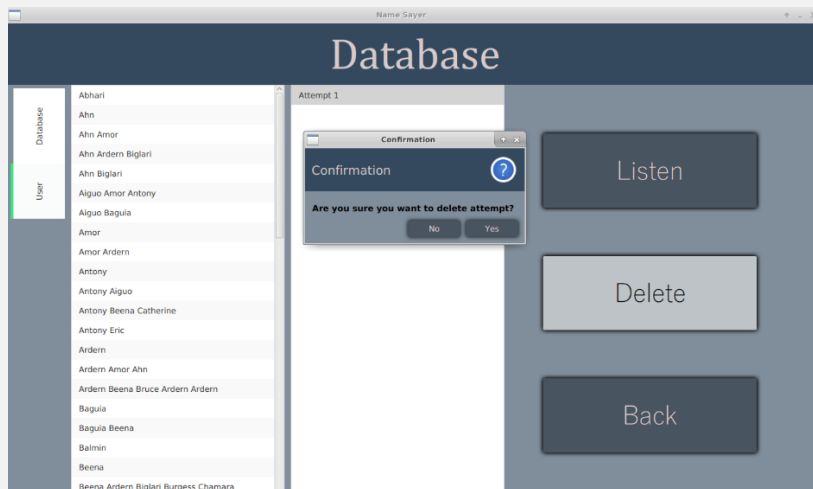 Name Sayer
Database
Database
User
Abhari
Ahn
Ahn Amor
Ahn Ardern Biglari
Ahn Biglari
Aiguo Amor Antony
Aiguo Baguia
Amor
Amor Ardern
Antony
Antony Aiguo
Antony Beena Catherine
Antony Eric
Ardern
Ardern Amor Ahn
Ardern Beena Bruce Ardern Ardern
Baguia
Baguia Beena
Balmin
Beena
Beena Ardern Biglari Burgess Chamara
Attempt 1
Confirmation
Confirmation
?
Are you sure you want to delete attempt?
No
Yes
Listen
Delete
Back